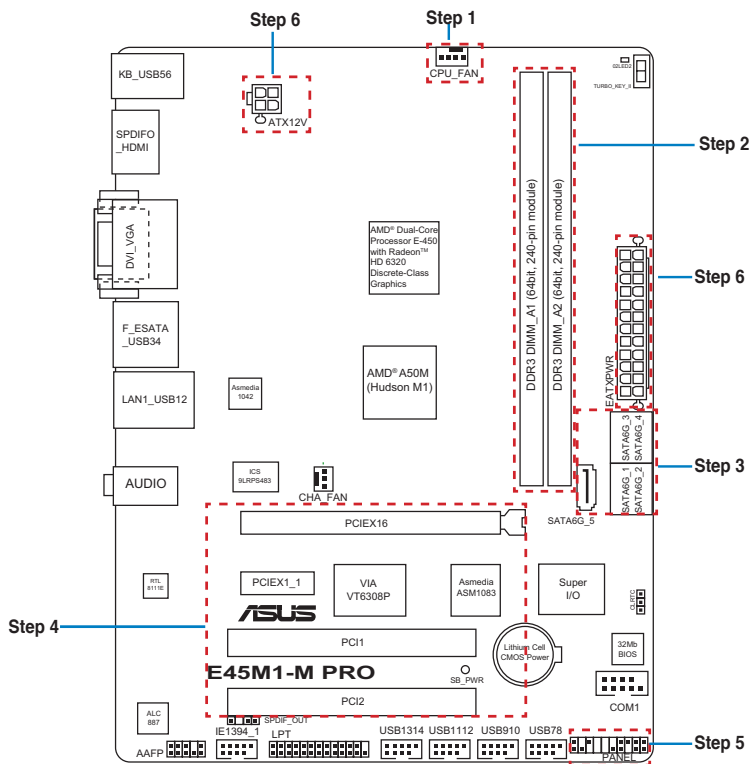 Step 1
Step 6
KB_USB56
CPU_FAN
02LED2
TURBO_KEY_II
ATX12V
SPDIFO
_HDMI
Step 2
DVI_VGA
AMD® Dual-Core
Processor E-450
with Radeon™
HD 6320
Discrete-Class
Graphics
DDR3 DIMM_A1 (64bit, 240-pin module)
DDR3 DIMM_A2 (64bit, 240-pin module)
Step 6
EATXPWR
F_ESATA
_USB34
AMD® A50M
(Hudson M1)
LAN1_USB12
Asmedia
1042
SATA6G_3
SATA6G_4
Step 3
SATA6G_1
SATA6G_2
AUDIO
ICS
9LRPS483
CHA_FAN
SATA6G_5
PCIEX16
RTL
8111E
PCIEX1_1
VIA
VT6308P
Asmedia
ASM1083
Super
I/O
CLRTC
ASUS
Step 4
PCI1
Lithium Cell
CMOS Power
32Mb
BIOS
E45M1-M PRO
SB_PWR
PCI2
COM1
ALC
887
SPDIF_OUT
AAFP
IE1394_1
LPT
USB1314
USB1112
USB910
USB78
PANEL
Step 5